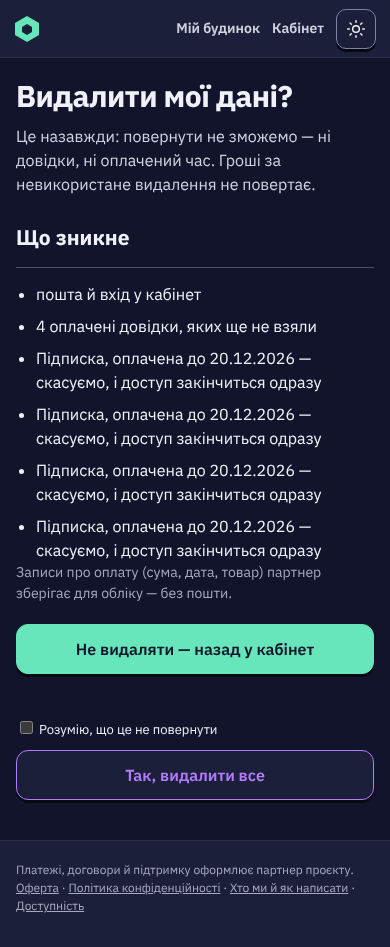 Мій будинок Кабінет
Видалити мої дані?
Це назавжди: повернути не зможемо — ні
довідки, ні оплачений час. Гроші за
невикористане видалення не повертає.
Що зникне
• пошта й вхід у кабінет
• 4 оплачені довідки, яких ще не взяли
• Підписка, оплачена до 20.12.2026 —
скасуємо, і доступ закінчиться одразу
• Підписка, оплачена до 20.12.2026 —
скасуємо, і доступ закінчиться одразу
• Підписка, оплачена до 20.12.2026 —
скасуємо, і доступ закінчиться одразу
• Підписка, оплачена до 20.12.2026 —
скасуємо, і доступ закінчиться одразу
Записи про оплату (сума, дата, товар) партнер
зберігає для обліку — без пошти.
Не видаляти — назад у кабінет
Розумію, що це не повернути
Так, видалити все
Платежі, договори й підтримку оформлює партнер проєкту.
Оферта · Політика конфіденційності · Хто ми й як написати ·
Доступність